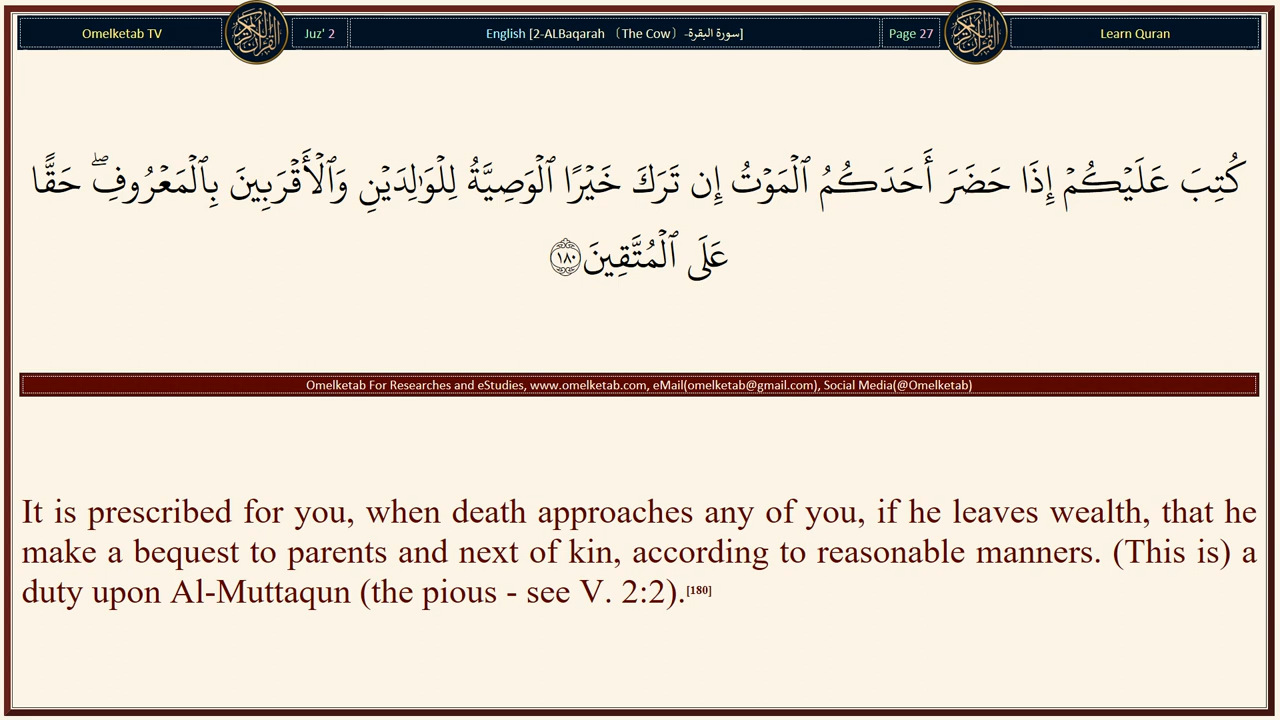 Omelketab TV
Juz' 2
English [2-ALBaqarah （The Cow） -سورة البقرة]
Page 27
Learn Quran
كُتِبَ عَلَيْكُمْ إِذَا حَضَرَ أَحَدَكُمُ ٱلْمَوْتُ إِن تَرَكَ خَيْرًا ٱلْوَصِيَّةُ لِلْوَٰلِدَيْنِ وَٱلْأَقْرَبِينَ بِٱلْمَعْرُوفِ ۖ حَقًّا
عَلَى ٱلْمُتَّقِينَ ١٨٠
Omelketab For Researches and eStudies, www.omelketab.com, eMail(omelketab@gmail.com), Social Media(@Omelketab)
It is prescribed for you, when death approaches any of you, if he leaves wealth, that he
make a bequest to parents and next of kin, according to reasonable manners. (This is) a
duty upon Al-Muttaqun (the pious - see V. 2:2).[180]